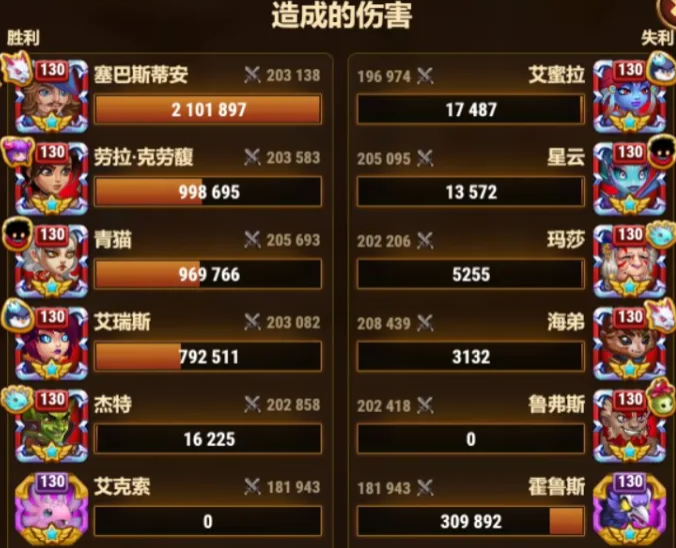 造成的伤害
胜利
失利
130 塞巴斯蒂安 203 138
2 101 897
196 974 艾蜜拉 130
17 487
130 劳拉·克劳馥 203 583
998 695
205 095 星云 130
13 572
130 青猫 205 693
969 766
202 206 玛莎 130
5255
130 艾瑞斯 203 082
792 511
208 439 海弟 130
3132
130 杰特 202 858
16 225
202 418 鲁弗斯 130
0
130 艾克索 181 943
0
181 943 霍鲁斯 130
309 892